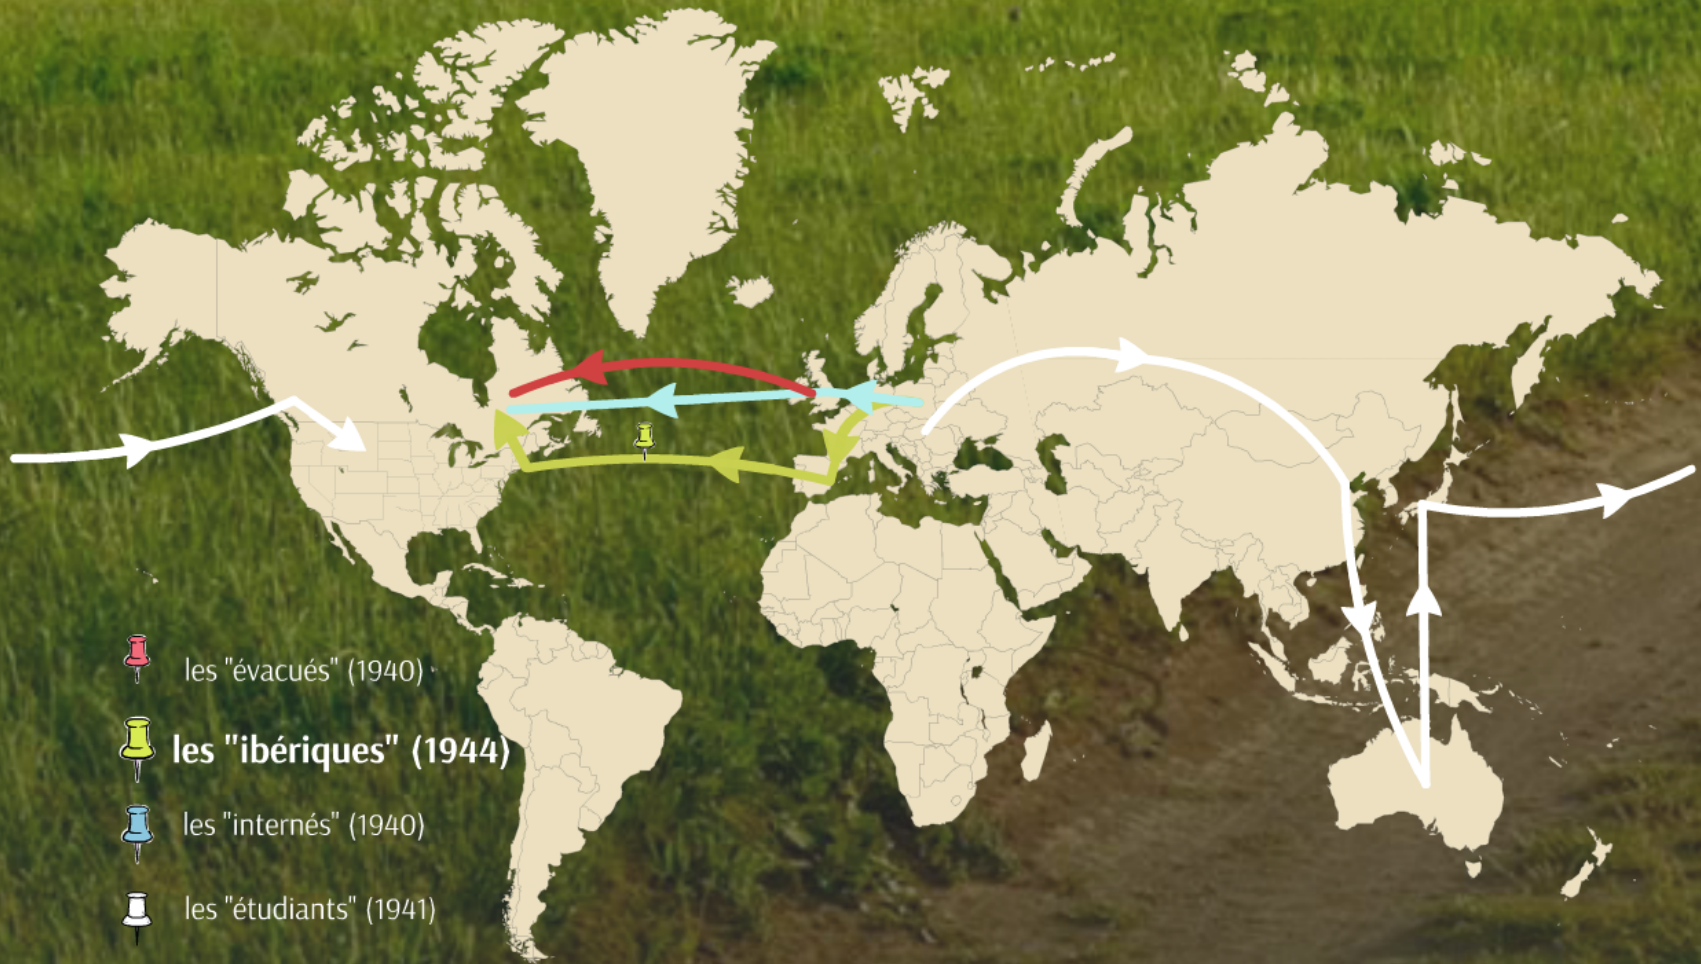 les "évacués" (1940)
les "ibériques" (1944)
les "internés" (1940)
les "étudiants" (1941)